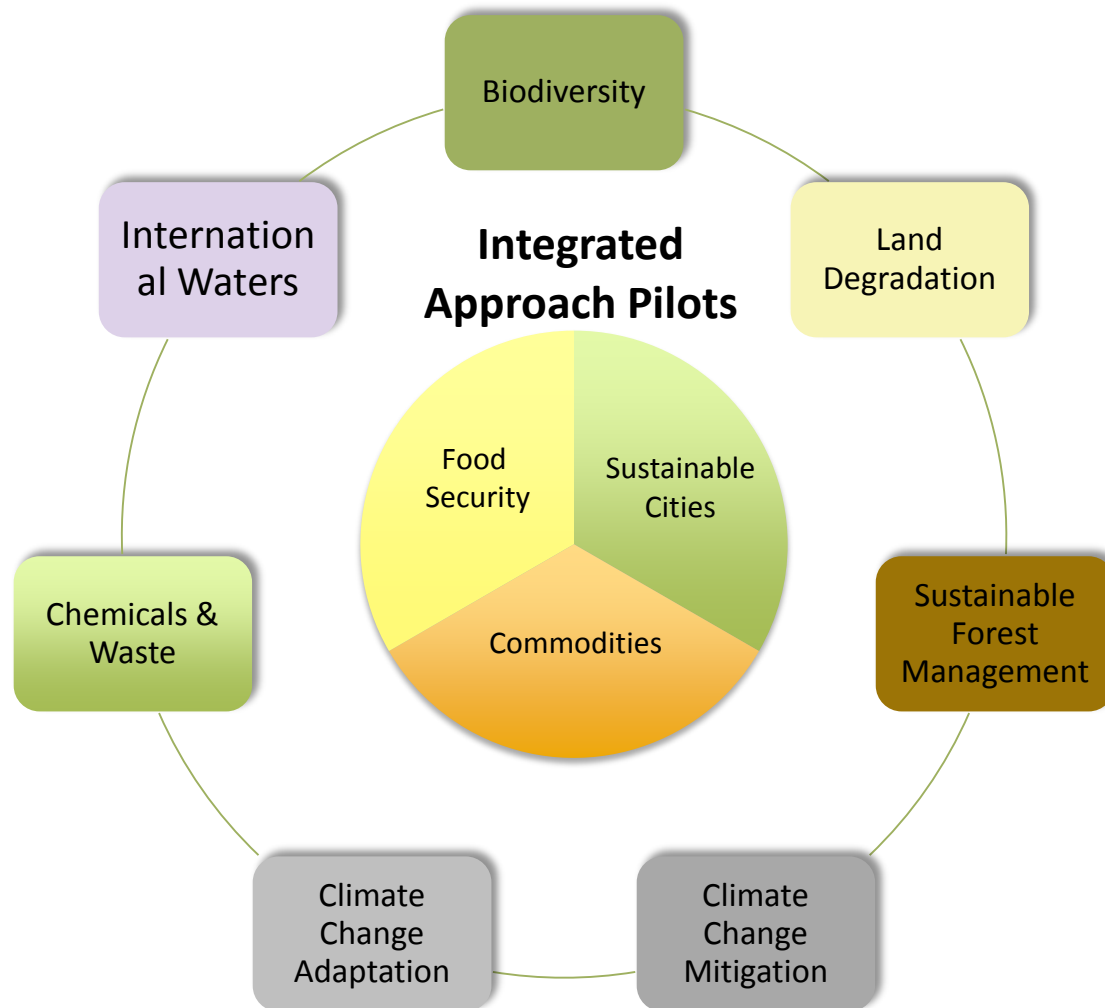 Biodiversity
Internation
al Waters
Integrated
Approach Pilots
Land
Degradation
Food
Security
Sustainable
Cities
Commodities
Chemicals &
Waste
Sustainable
Forest
Management
Climate
Change
Adaptation
Climate
Change
Mitigation